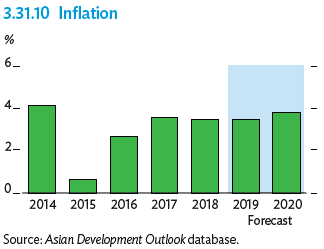 3.31.10 Inflation
%
6
4
2
0
2014 2015 2016 2017 2018 2019 2020
Forecast
Source: Asian Development Outlook database.